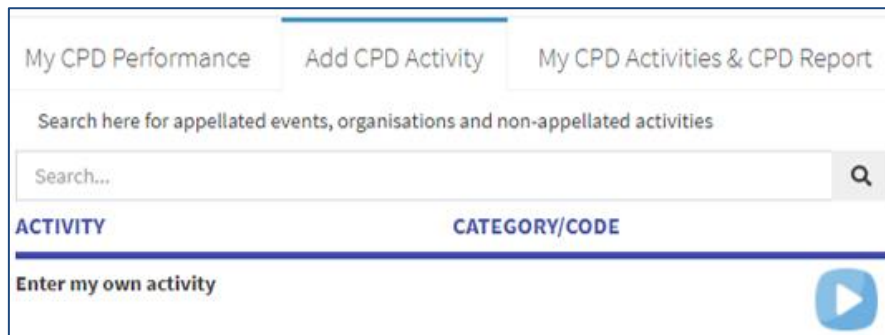 My CPD Performance Add CPD Activity My CPD Activities & CPD Report
Search here for appellated events, organisations and non-appellated activities
Search...
ACTIVITY CATEGORY/CODE
Enter my own activity